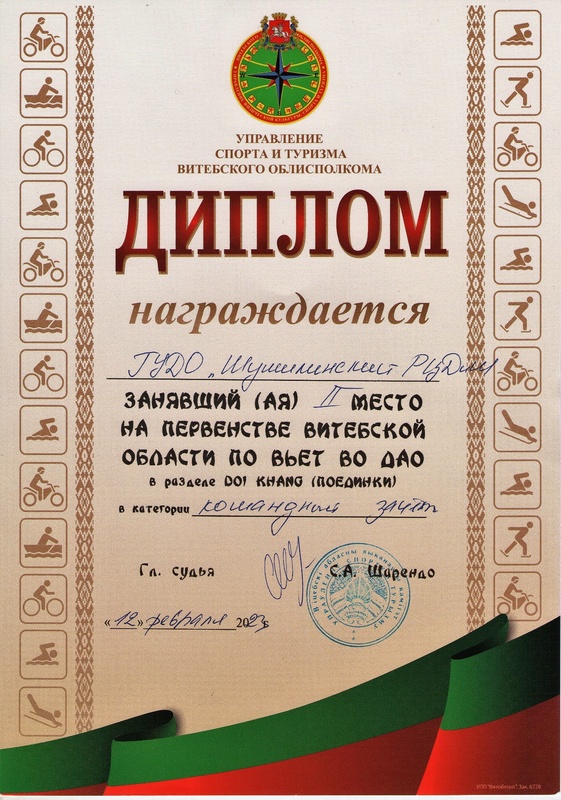 УПРАВЛЕНИЕ
СПОРТА И ТУРИЗМА
ВИТЕБСКОГО ОБЛИСПОЛКОМА
ДИПЛОМ
награждается
ГУДО „Шумилинский РЦДиМ
ЗАНЯВШИЙ (АЯ) II МЕСТО
НА ПЕРВЕНСТВЕ ВИТЕБСКОЙ
ОБЛАСТИ ПО ВЬЕТ ВО ДАО
в разделе DOI KHANG (ПОЕДИНКИ)
в категории командный зачёт
Гл. судья С.А. Шарендо
«12» февраля 2023г